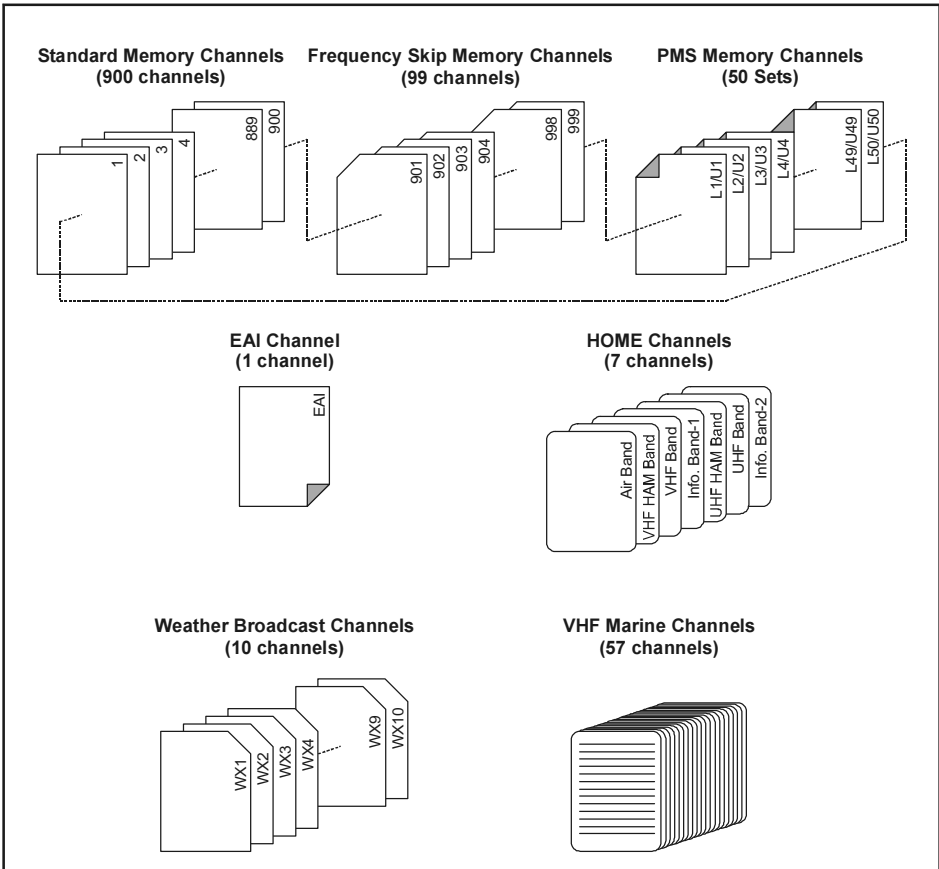 Standard Memory Channels
(900 channels)
Frequency Skip Memory Channels
(99 channels)
PMS Memory Channels
(50 Sets)
1
2
3
4
889
900
901
902
903
904
998
999
L1/U1
L2/U2
L3/U3
L4/U4
L49/U49
L50/U50
EAI Channel
(1 channel)
EAI
HOME Channels
(7 channels)
Air Band
VHF HAM Band
VHF Band
Info. Band-1
UHF HAM Band
UHF Band
Info. Band-2
Weather Broadcast Channels
(10 channels)
WX1
WX2
WX3
WX4
WX9
WX10
VHF Marine Channels
(57 channels)